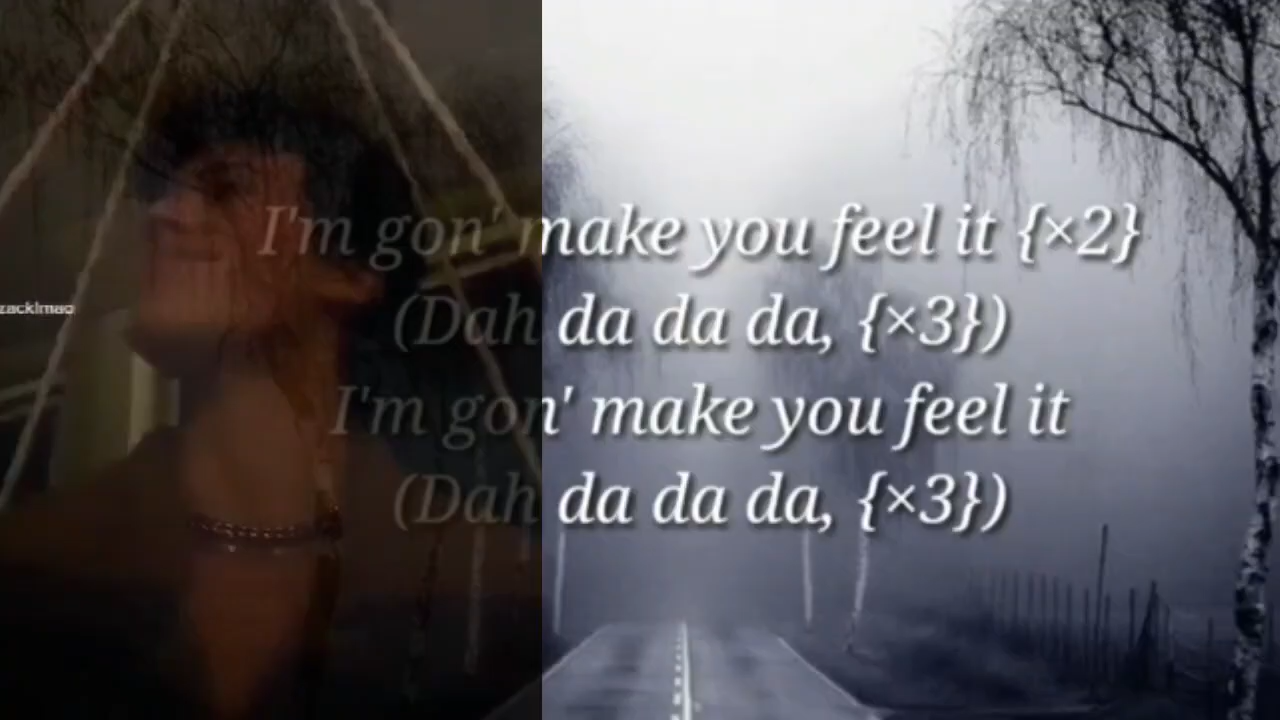 I'm gon' make you feel it {×2}
(Dah da da da, {×3})
zacklmao
I'm gon' make you feel it
(Dah da da da, {×3})